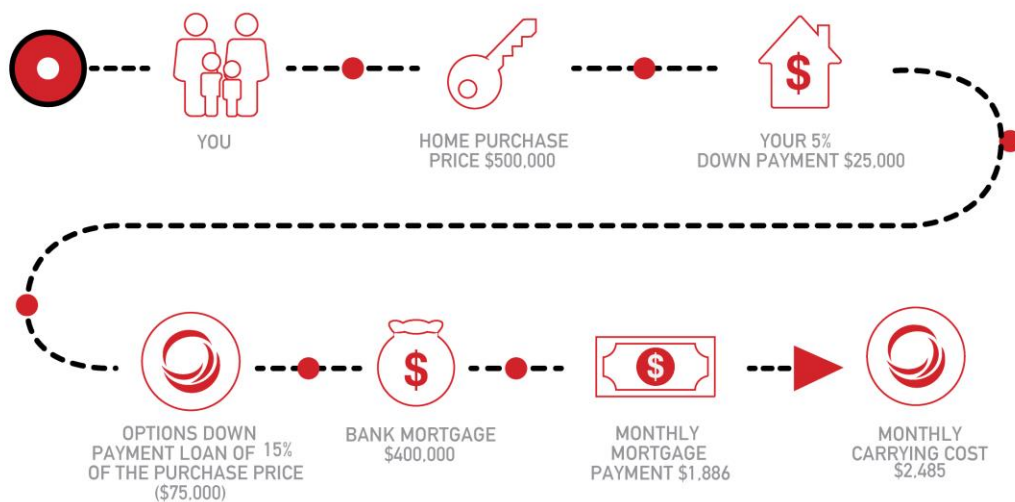 $
YOU
HOME PURCHASE
PRICE $500,000
YOUR 5%
DOWN PAYMENT $25,000
$
$
OPTIONS DOWN
PAYMENT LOAN OF 15%
OF THE PURCHASE PRICE
($75,000)
BANK MORTGAGE
$400,000
MONTHLY
MORTGAGE
PAYMENT $1,886
MONTHLY
CARRYING COST
$2,485